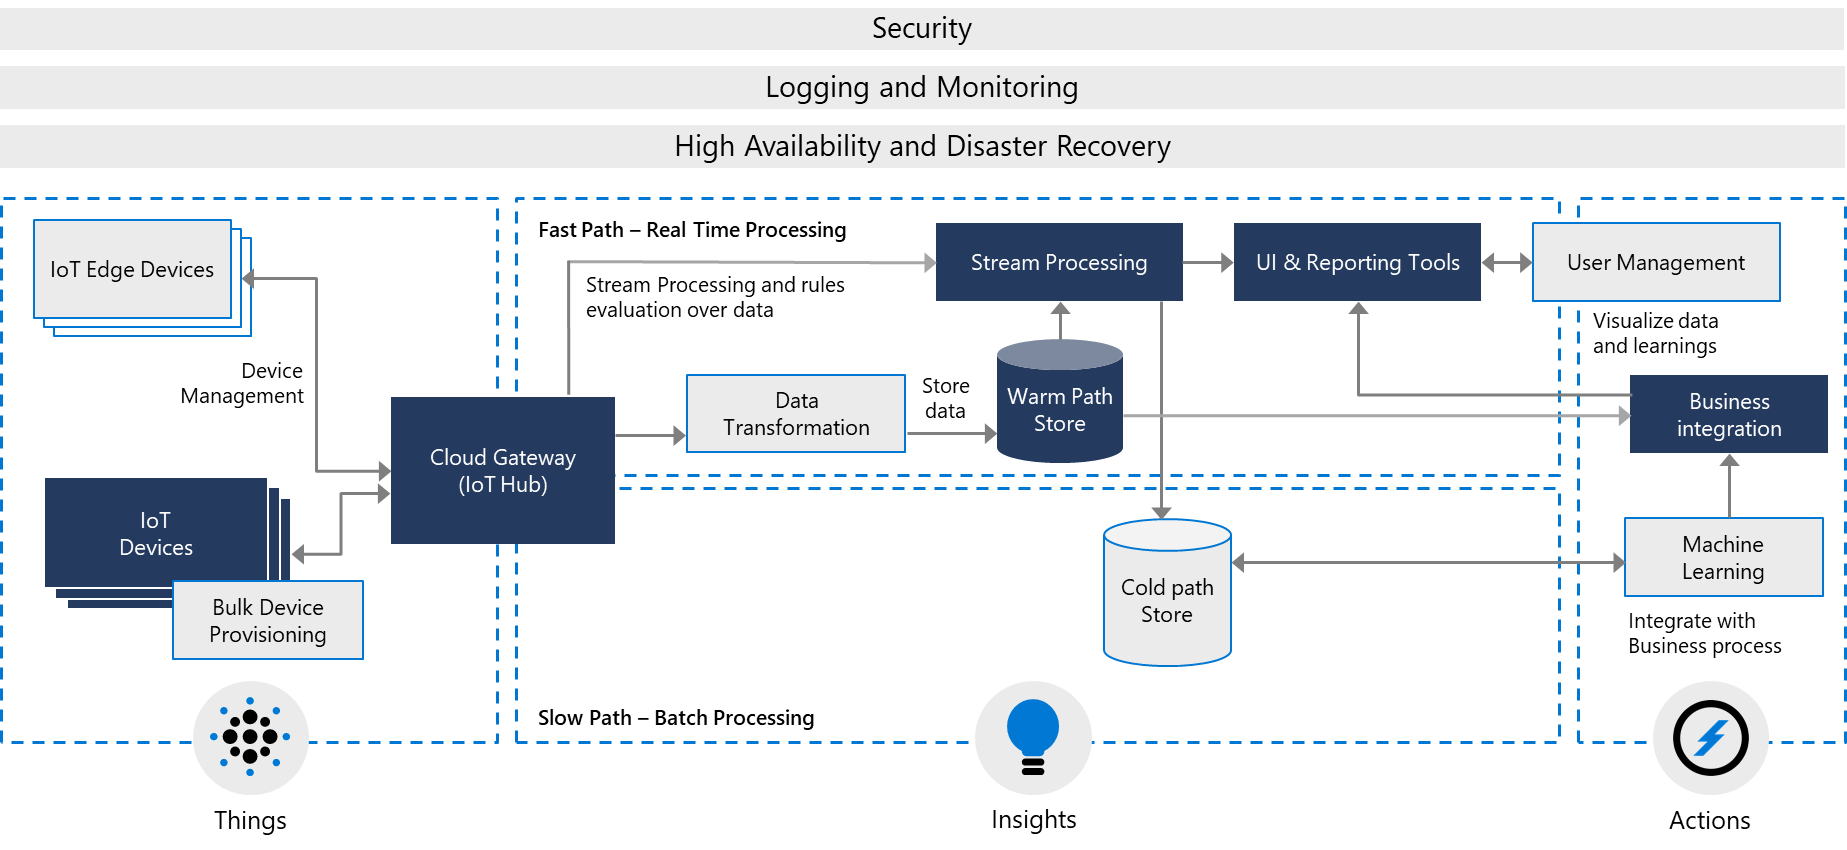 Security
Logging and Monitoring
High Availability and Disaster Recovery
IoT Edge Devices
Device
Management
IoT
Devices
Bulk Device
Provisioning
Cloud Gateway
(IoT Hub)
Things
Fast Path – Real Time Processing
Stream Processing and rules
evaluation over data
Stream Processing
UI & Reporting Tools
User Management
Visualize data
and learnings
Data
Transformation
Store
data
Warm Path
Store
Business
integration
Cold path
Store
Machine
Learning
Integrate with
Business process
Slow Path – Batch Processing
Insights
Actions